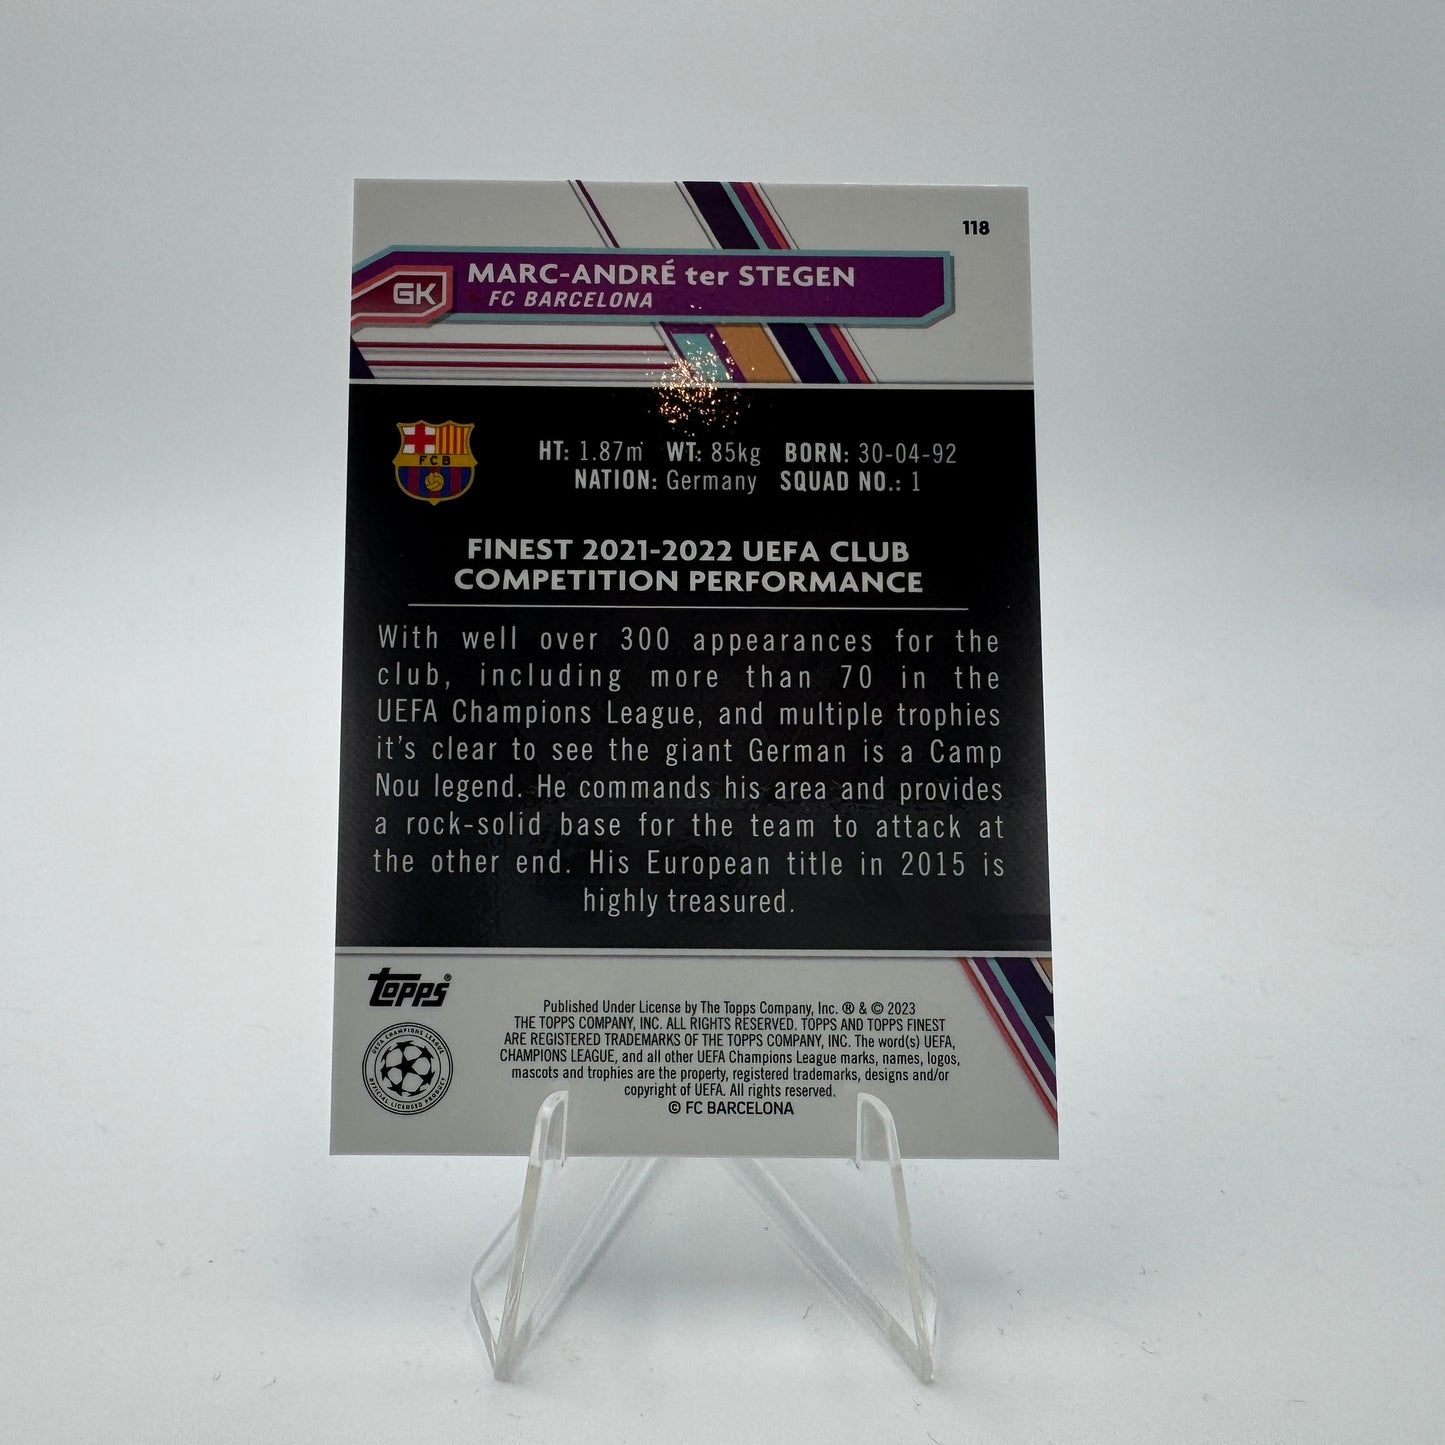 118
GK
MARC-ANDRÉ ter STEGEN
FC BARCELONA
FCB
HT: 1.87m WT: 85kg BORN: 30-04-92
NATION: Germany SQUAD NO.: 1
FINEST 2021-2022 UEFA CLUB
COMPETITION PERFORMANCE
With well over 300 appearances for the
club, including more than 70 in the
UEFA Champions League, and multiple trophies
it's clear to see the giant German is a Camp
Nou legend. He commands his area and provides
a rock-solid base for the team to attack at
the other end. His European title in 2015 is
highly treasured.
topps®
UEFA CHAMPIONS LEAGUE
OFFICIAL LICENSED PRODUCT
Published Under License by The Topps Company, Inc. ® & © 2023
THE TOPPS COMPANY, INC. ALL RIGHTS RESERVED. TOPPS AND TOPPS FINEST
ARE REGISTERED TRADEMARKS OF THE TOPPS COMPANY, INC. The word(s) UEFA,
CHAMPIONS LEAGUE, and all other UEFA Champions League marks, names, logos,
mascots and trophies are the property, registered trademarks, designs and/or
copyright of UEFA. All rights reserved.
© FC BARCELONA